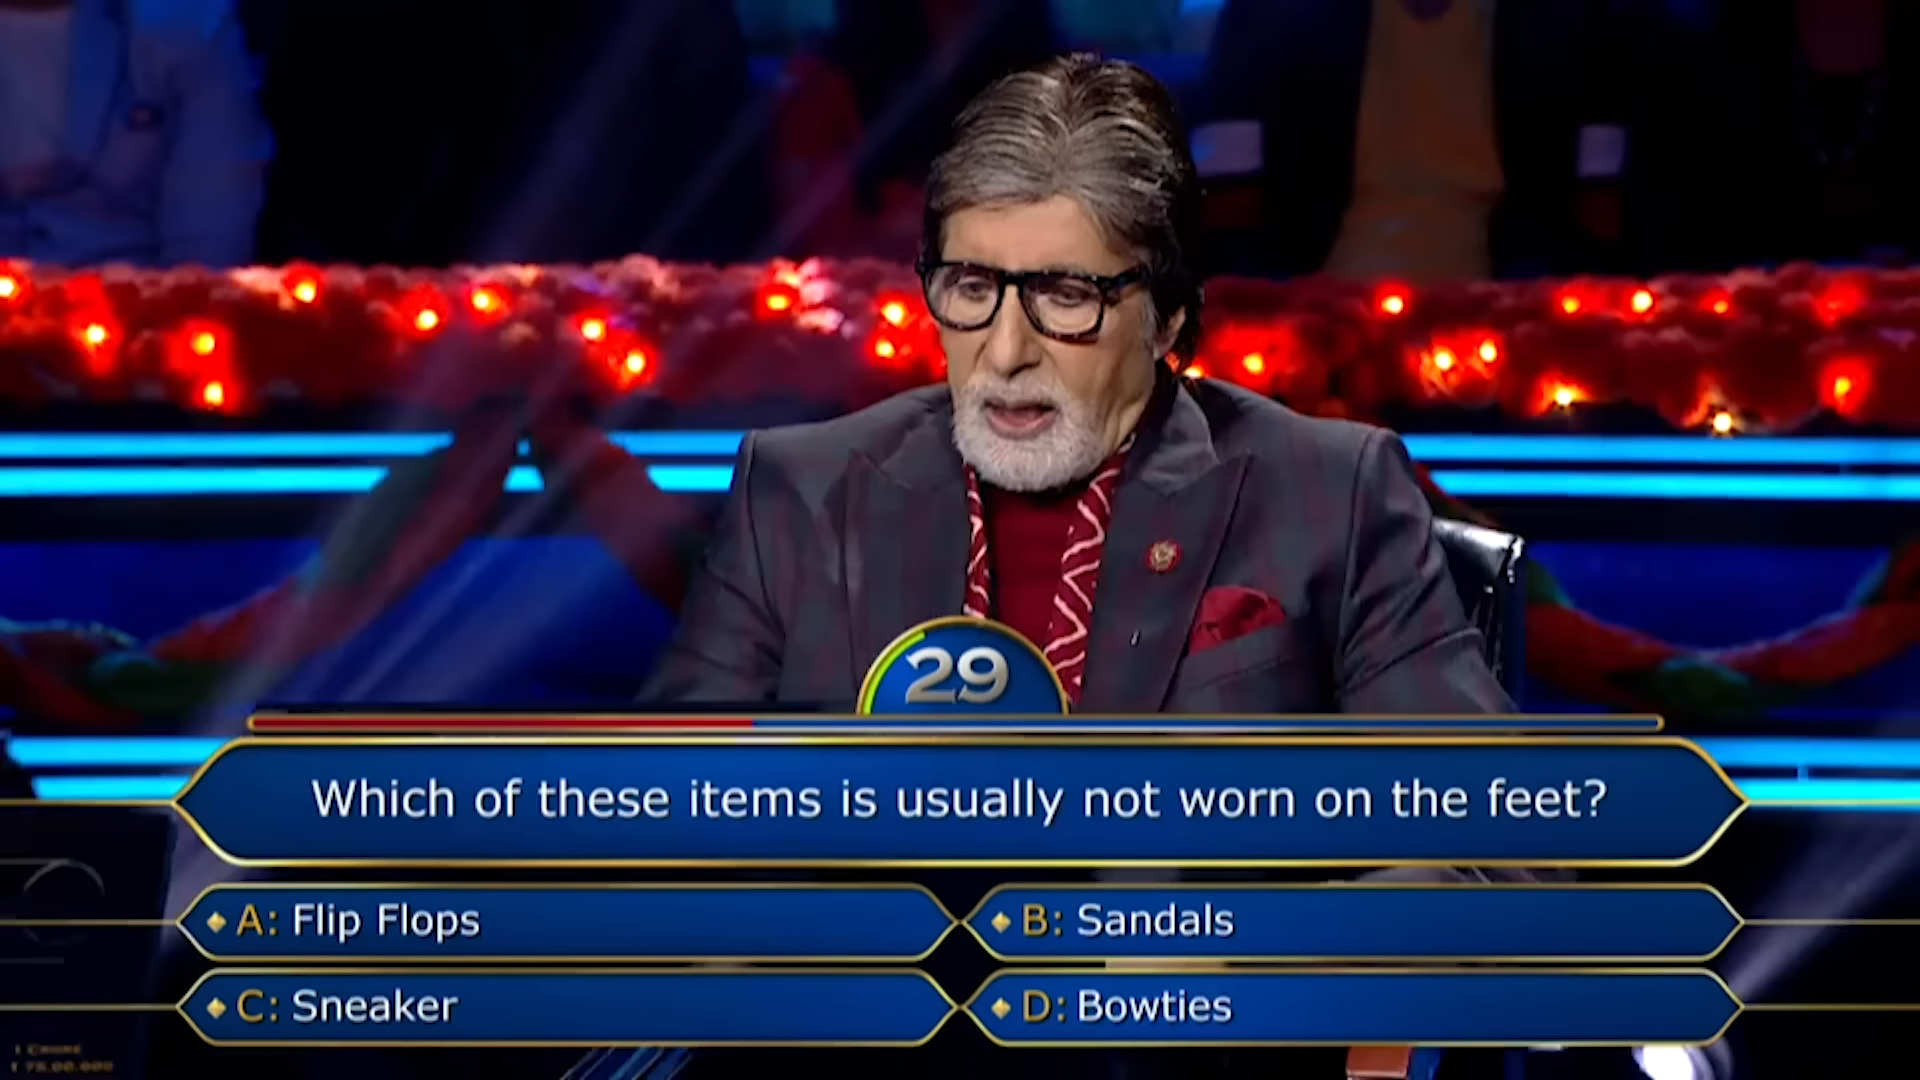 29
Which of these items is usually not worn on the feet?
A: Flip Flops
B: Sandals
C: Sneaker
D: Bowties